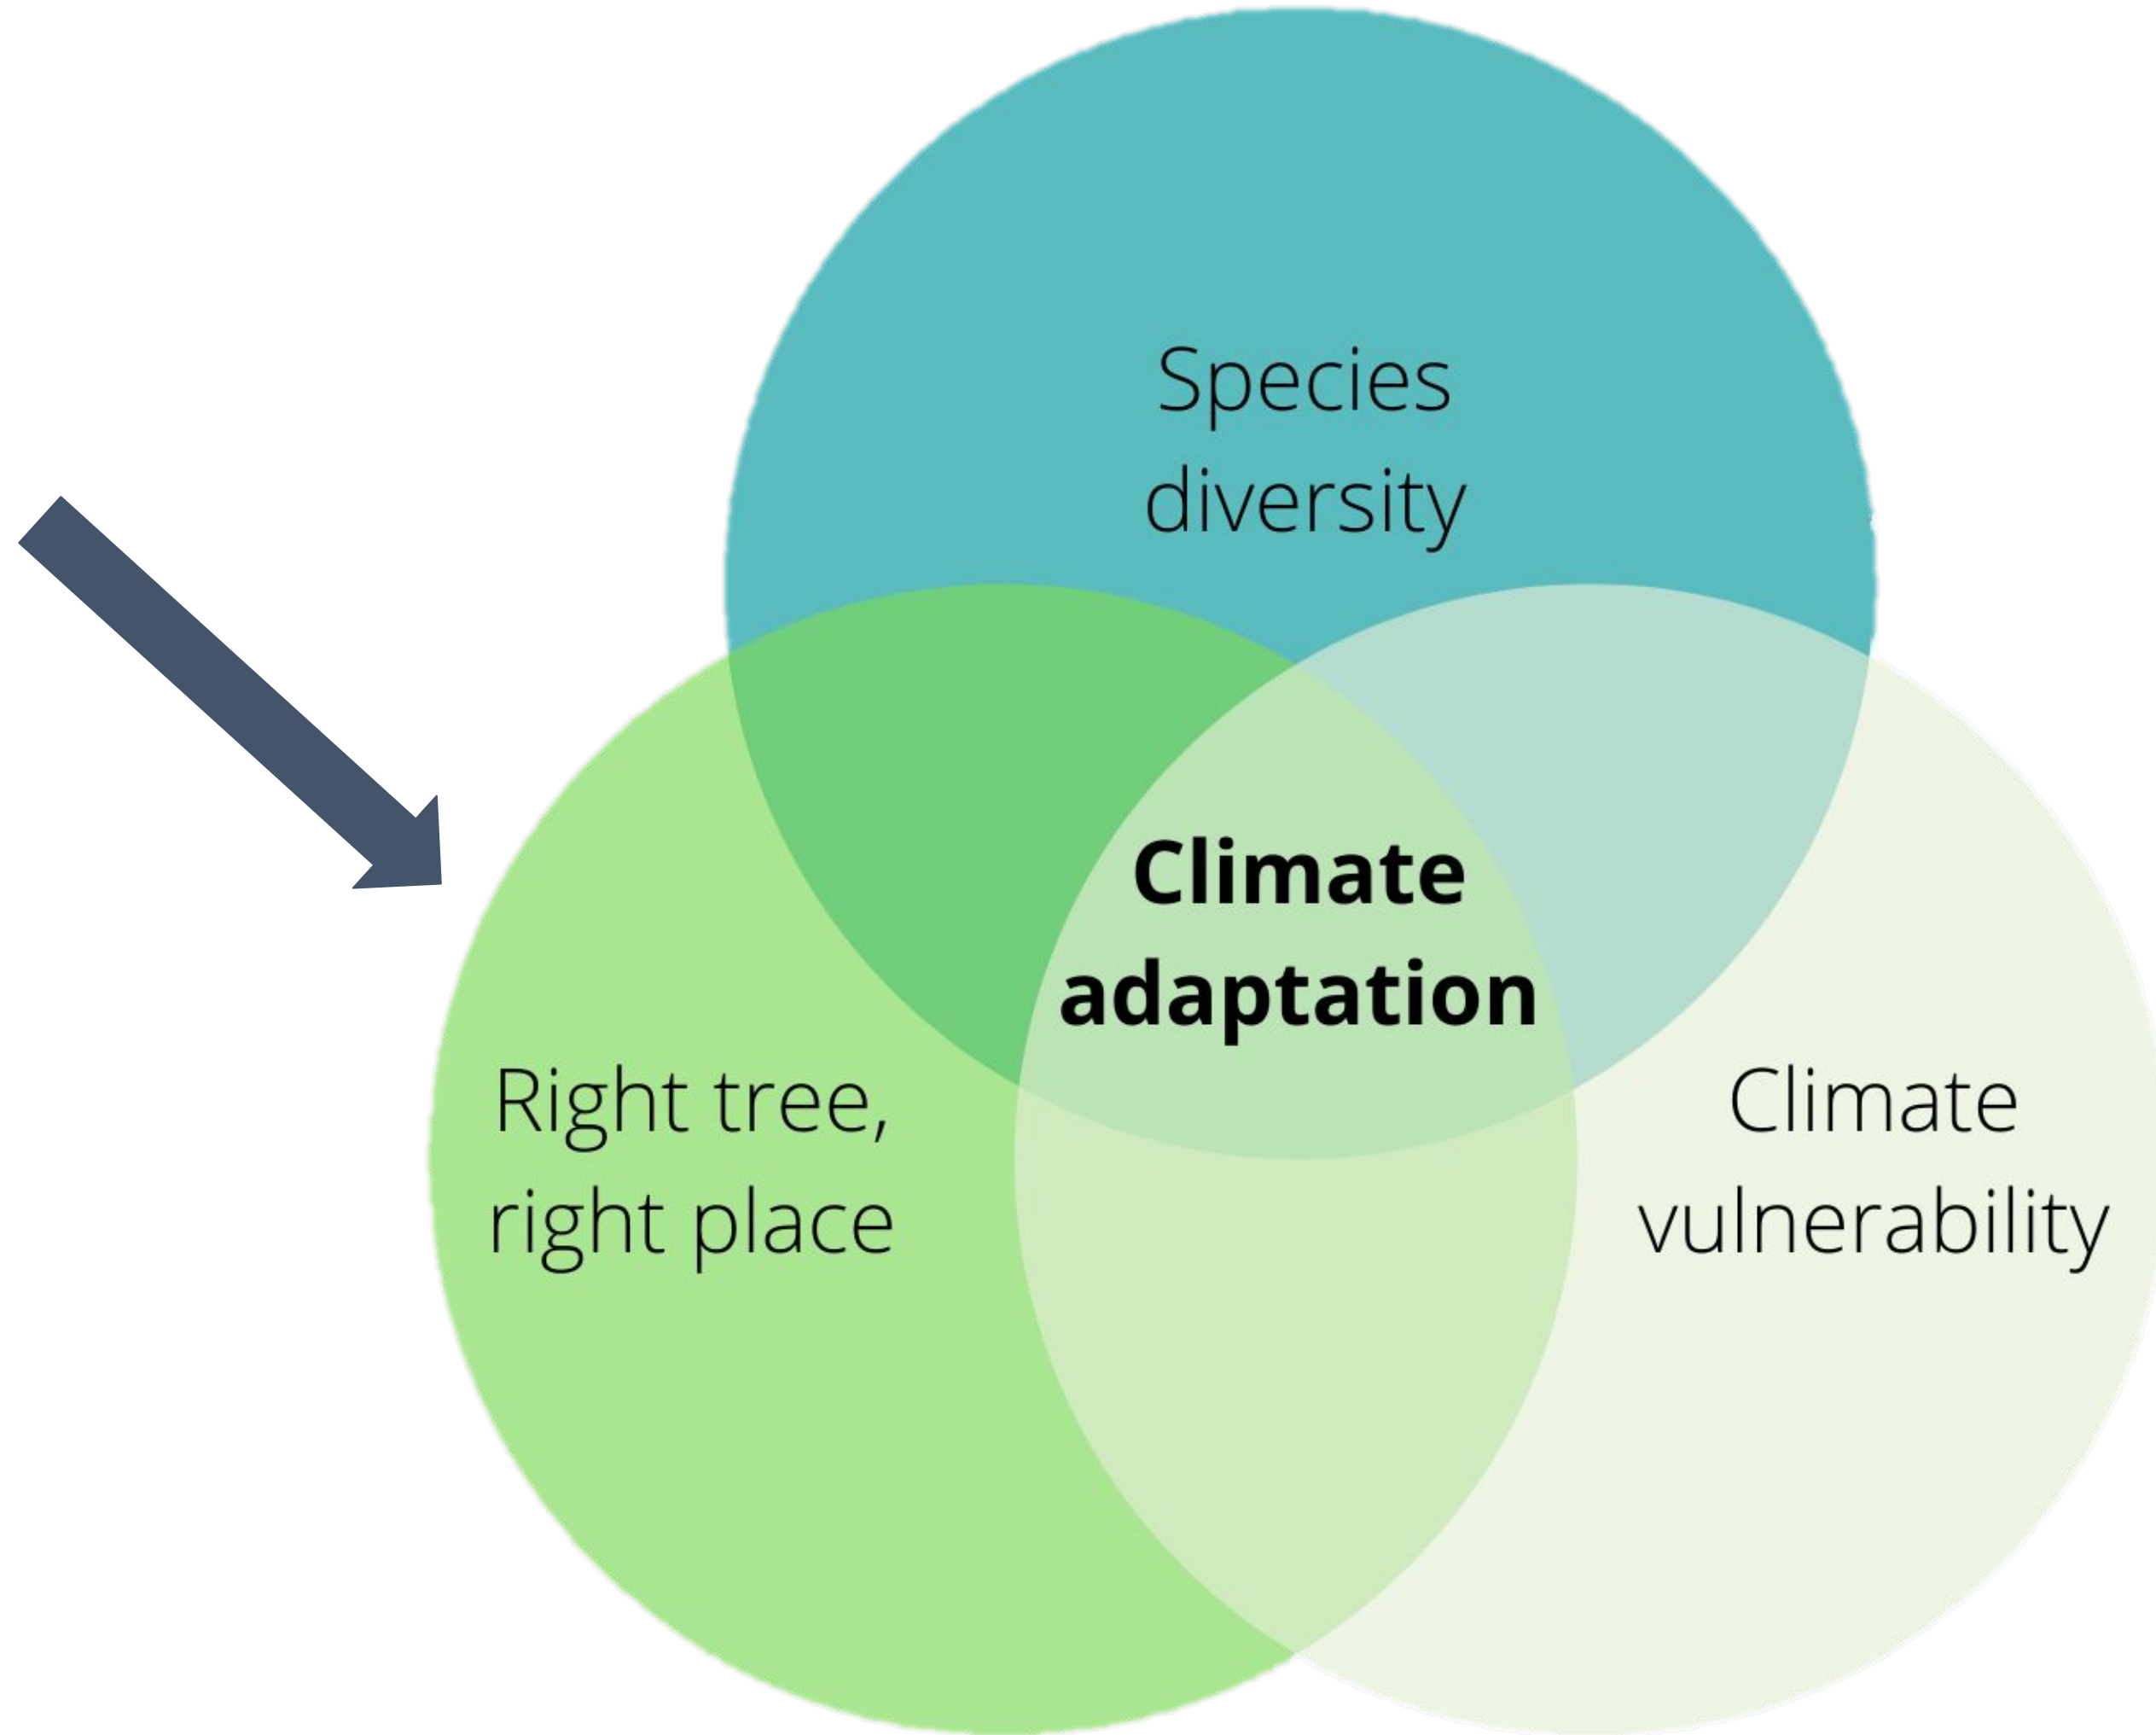 Species
diversity
Climate
adaptation
Right tree,
right place
Climate
vulnerability